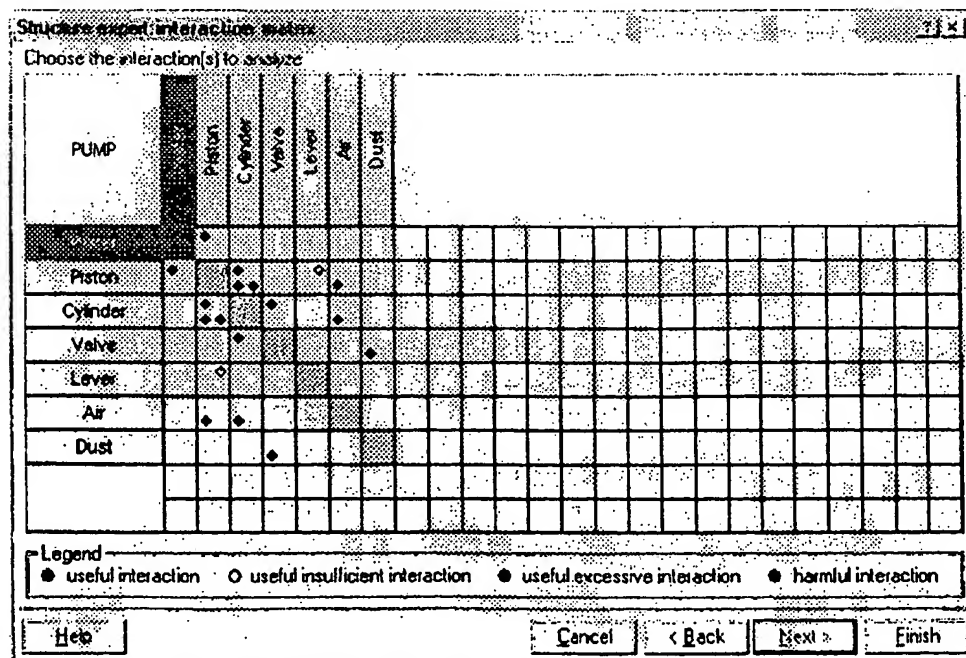 Structure expert interaction matrix
Choose the interaction(s) to analyze
PUMP
Piston
Cylinder
Valve
Lever
Air
Dust
Piston
Cylinder
Valve
Lever
Air
Dust
Legend
useful interaction
useful insufficient interaction
useful excessive interaction
harmful interaction
Help
Cancel
< Back
Next >
Finish